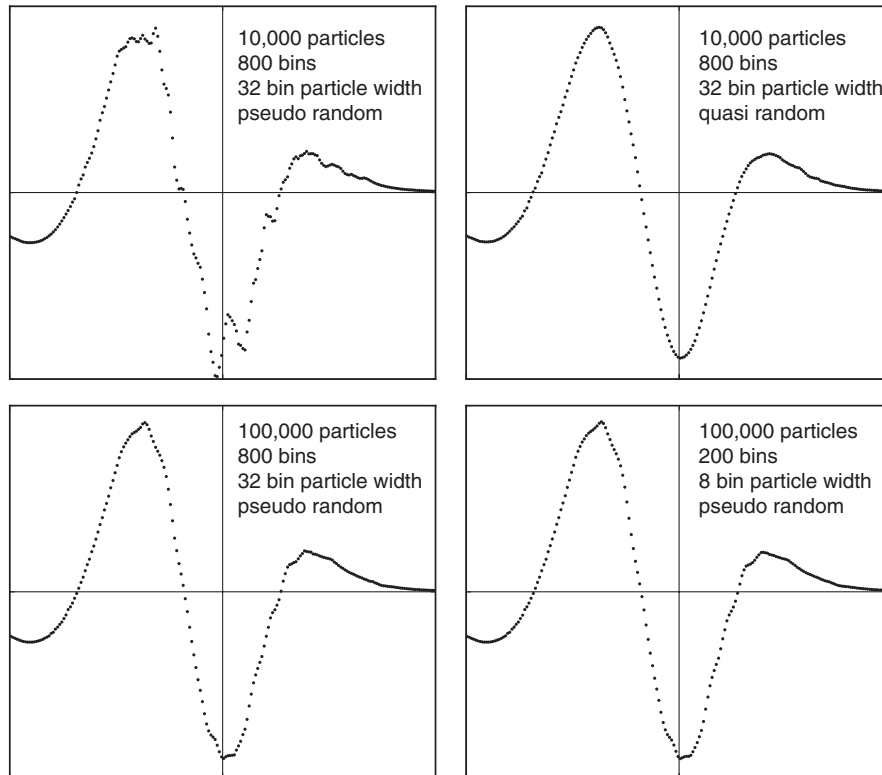 10,000 particles
800 bins
32 bin particle width
pseudo random
10,000 particles
800 bins
32 bin particle width
quasi random
100,000 particles
800 bins
32 bin particle width
pseudo random
100,000 particles
200 bins
8 bin particle width
pseudo random